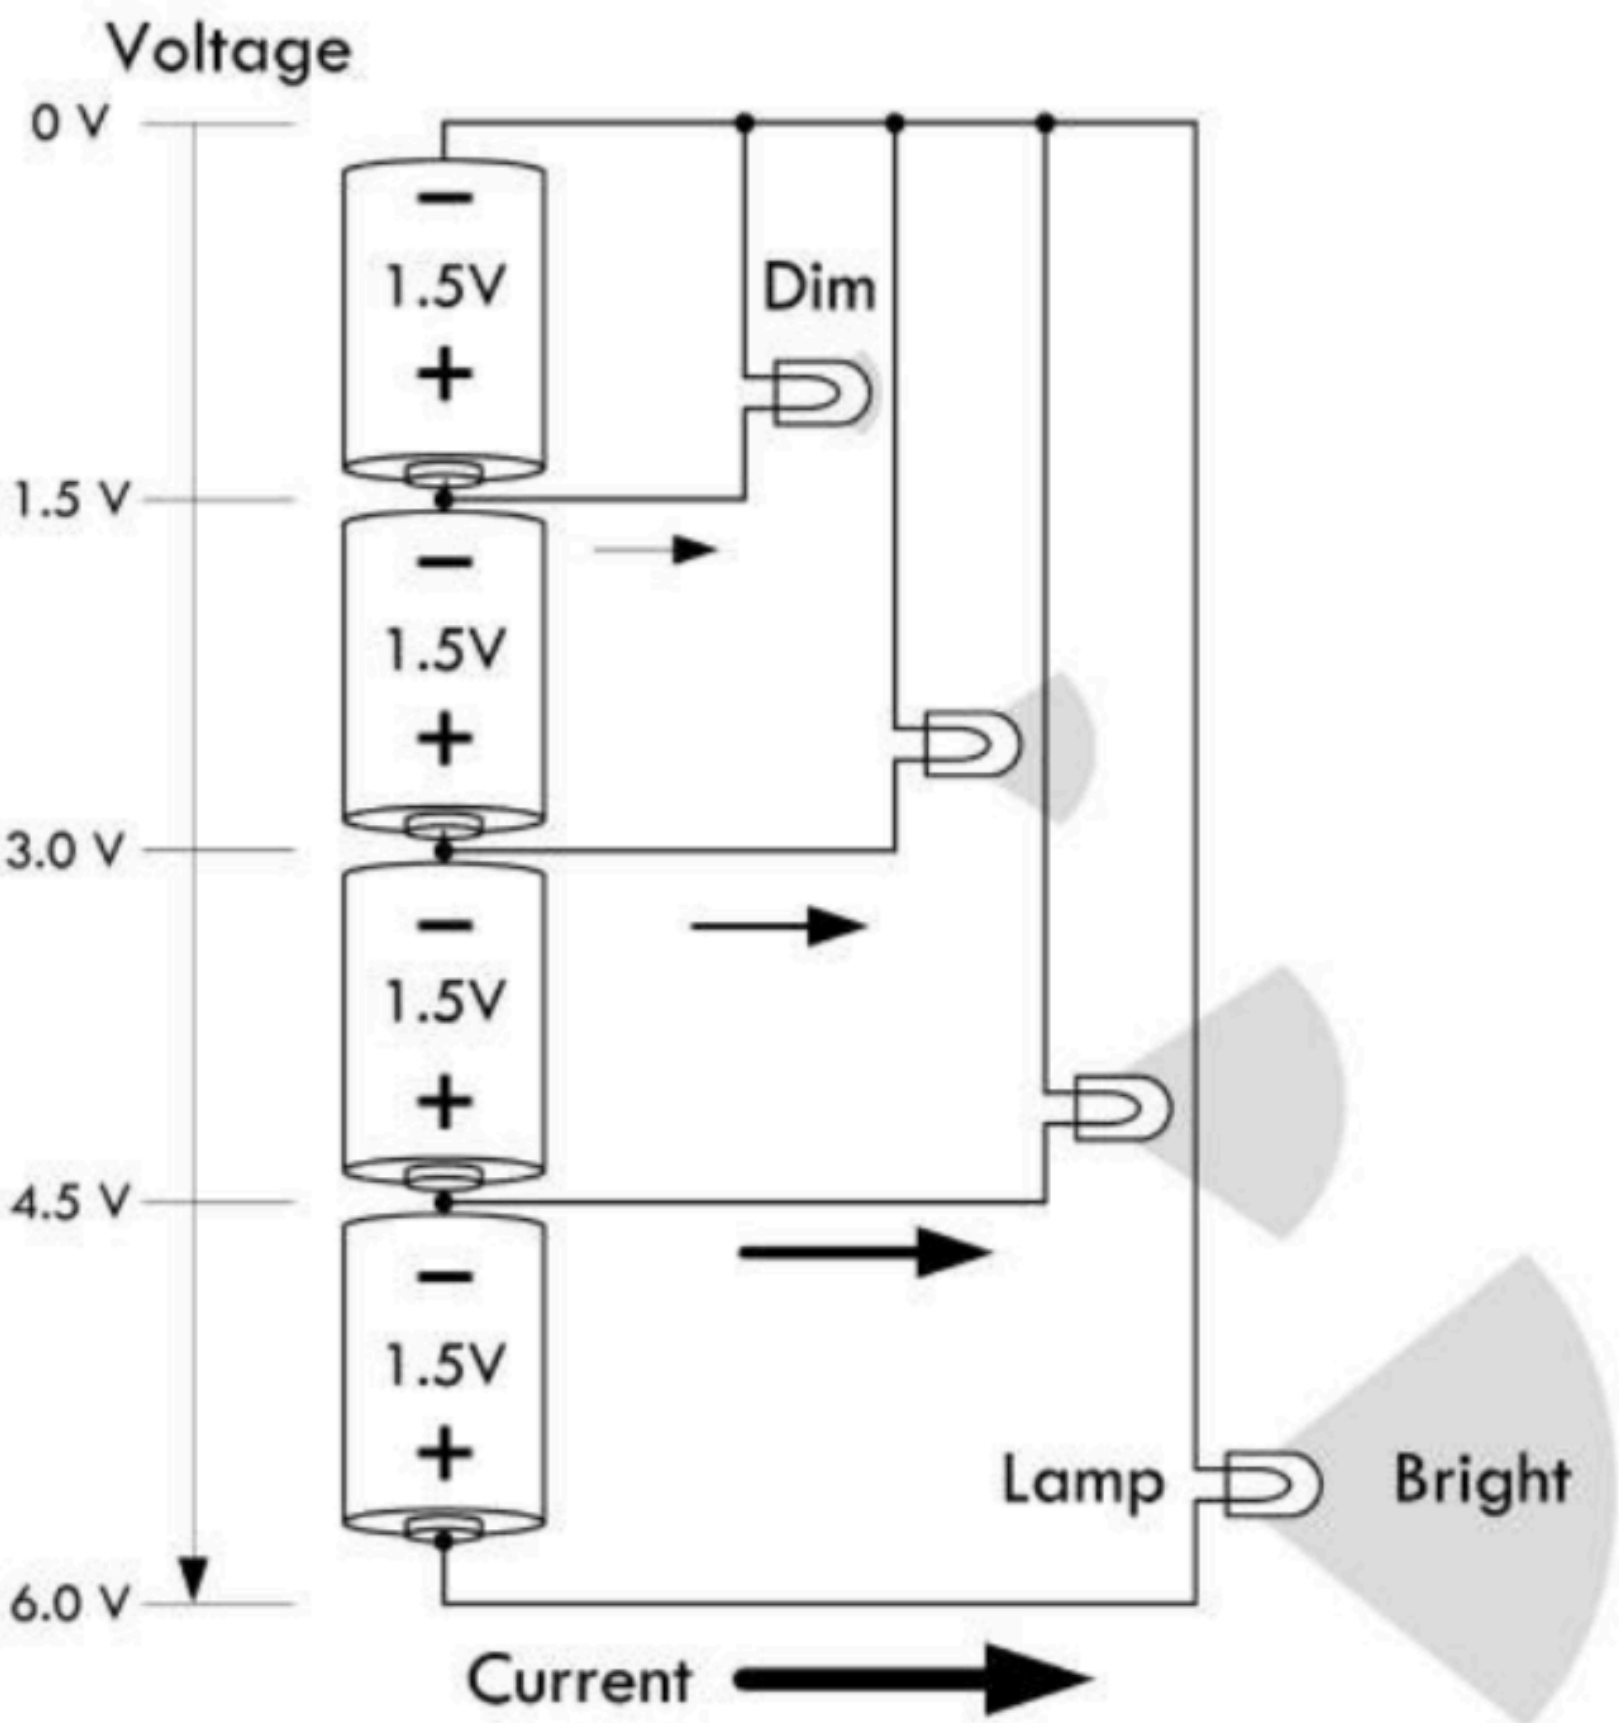 Voltage
0 V
−
1.5V
+
Dim
1.5 V
−
1.5V
+
3.0 V
−
1.5V
+
4.5 V
−
1.5V
+
Lamp
Bright
6.0 V
Current